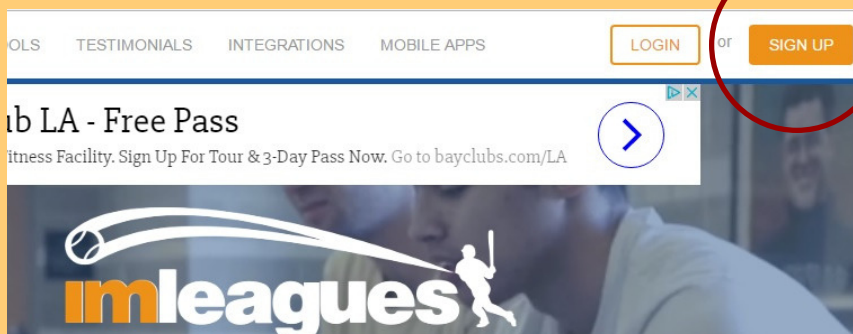 OLS TESTIMONIALS INTEGRATIONS MOBILE APPS LOGIN or SIGN UP
ub LA - Free Pass
itness Facility. Sign Up For Tour & 3-Day Pass Now. Go to bayclubs.com/LA
imleagues